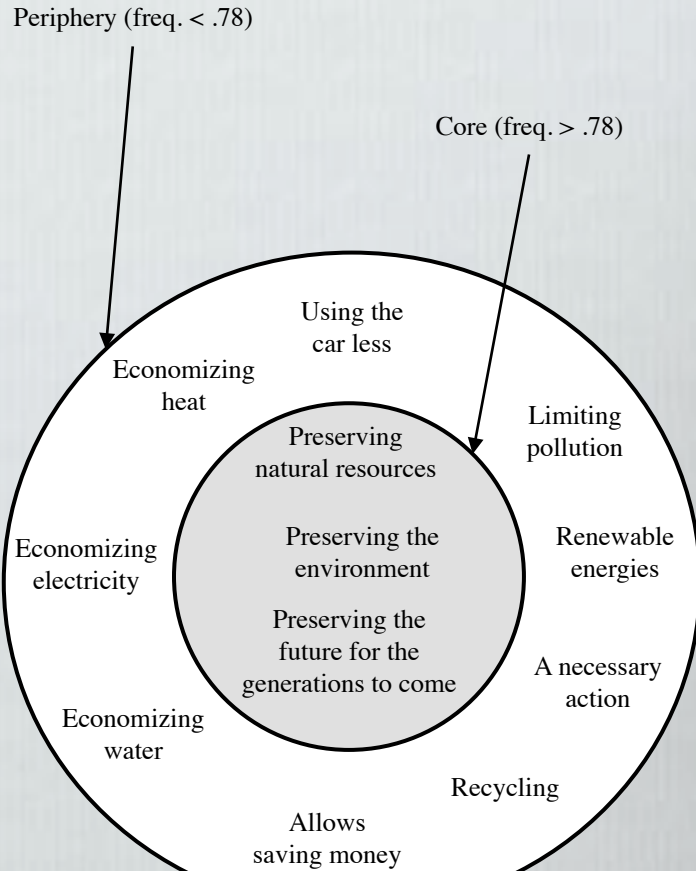 Periphery (freq. < .78)
Core (freq. > .78)
Using the
car less
Economizing
heat
Limiting
pollution
Preserving
natural resources
Preserving the
environment
Renewable
energies
Economizing
electricity
Preserving the
future for the
generations to come
A necessary
action
Economizing
water
Recycling
Allows
saving money